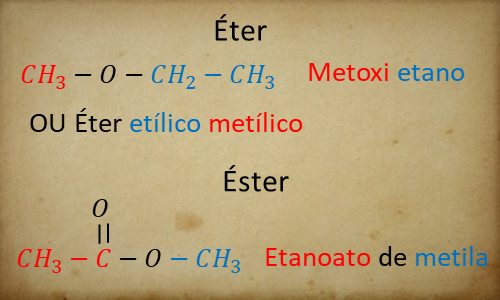 Éter
CH₃ − O − CH₂ − CH₃ Metoxi etano
OU Éter etílico metílico
Éster
O
||
CH₃ − C − O − CH₃ Etanoato de metila